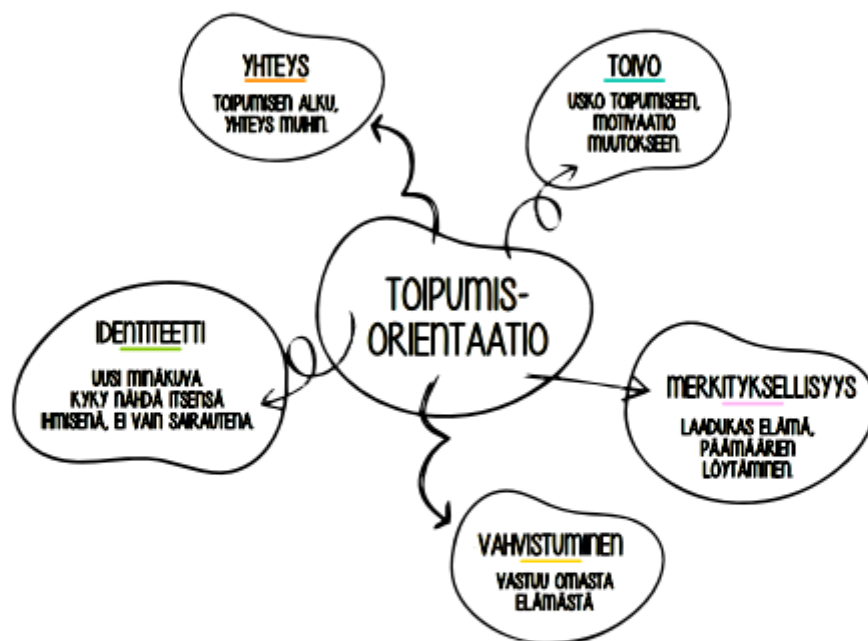 YHTEYS
TOIPUMISEN ALKU,
YHTEYS MUIHIN.
TOIVO
USKO TOIPUMISEEN,
MOTIVAATIO
MUUTOKSEEN.
TOIPUMIS-
ORIENTAATIO
IDENTITEETTI
UUSI MINÄKUVA
KYKY NÄHDÄ ITSENSÄ
IHMISENÄ, EI VAIN SAIRAUTENA.
MERKITYKSELLISYYS
LAADUKAS ELÄMÄ,
PÄÄMÄÄRIEN
LÖYTÄMINEN.
VAHVISTUMINEN
VASTUU OMASTA
ELÄMÄSTÄ